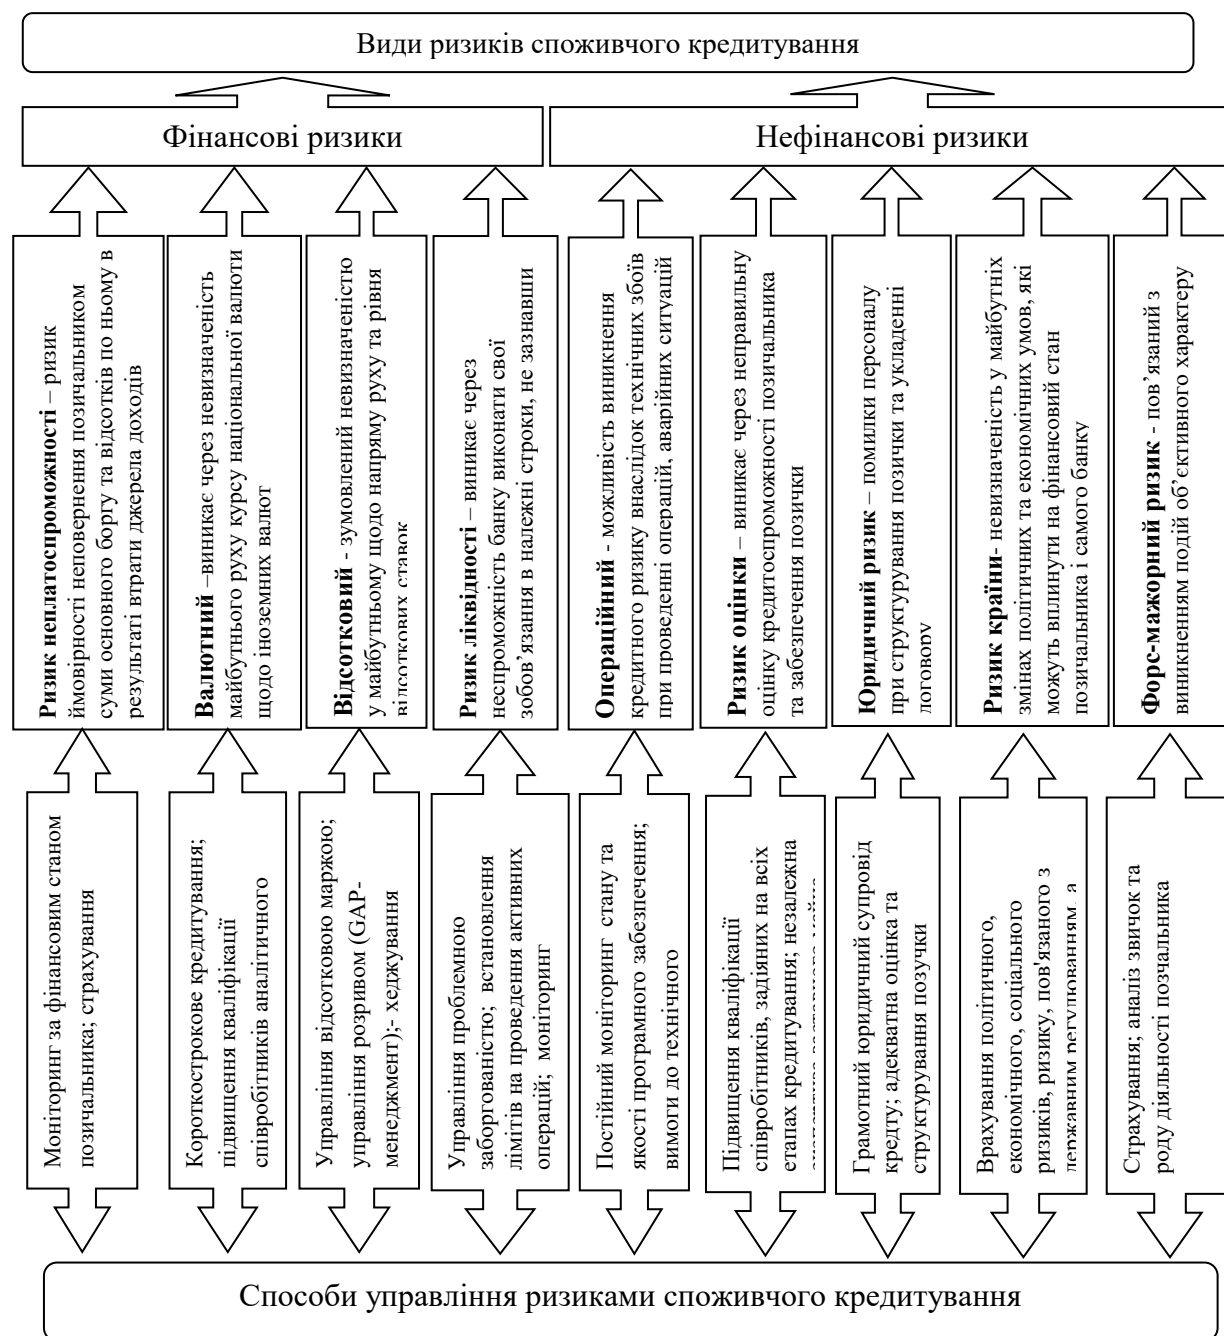 Види ризиків споживчого кредитування
Фінансові ризики
Нефінансові ризики
Ризик неплатоспроможності – ризик
ймовірності неповернення позичальником
суми основного боргу та відсотків по ньому в
результаті втрати джерела доходів
Валютний –виникає через невизначеність
майбутнього руху курсу національної валюти
щодо іноземних валют
Відсотковий - зумовлений невизначеністю
у майбутньому щодо напряму руху та рівня
відсоткових ставок
Ризик ліквідності – виникає через
неспроможність банку виконати свої
зобов’язання в належні строки, не зазнавши
Операційний - можливість виникнення
кредитного ризику внаслідок технічних збоїв
при проведенні операцій, аварійних ситуацій
Ризик оцінки – виникає через неправильну
оцінку кредитоспроможності позичальника
та забезпечення позички
Юридичний ризик – помилки персоналу
при структурування позички та укладенні
договору
Ризик країни- невизначеність у майбутніх
змінах політичних та економічних умов, які
можуть вплинути на фінансовий стан
позичальника і самого банку
Форс-мажорний ризик - пов’язаний з
виникненням подій об’єктивного характеру
Моніторинг за фінансовим станом
позичальника; страхування
Короткострокове кредитування;
підвищення кваліфікації
співробітників аналітичного
Управління відсотковою маржою;
управління розривом (GAP-
менеджмент);- хеджування
Управління проблемною
заборгованістю; встановлення
лімітів на проведення активних
операцій; моніторинг
Постійний моніторинг стану та
якості програмного забезпечення;
вимоги до технічного
Підвищення кваліфікації
співробітників, задіяних на всіх
етапах кредитування; незалежна
Грамотний юридичний супровід
кредту; адекватна оцінка та
структурування позучки
Врахування політичного,
економічного, соціального
ризиків, ризику, пов'язаного з
державним регулюванням, а
Страхування; аналіз звичок та
роду діяльності позчальника
Способи управління ризиками споживчого кредитування